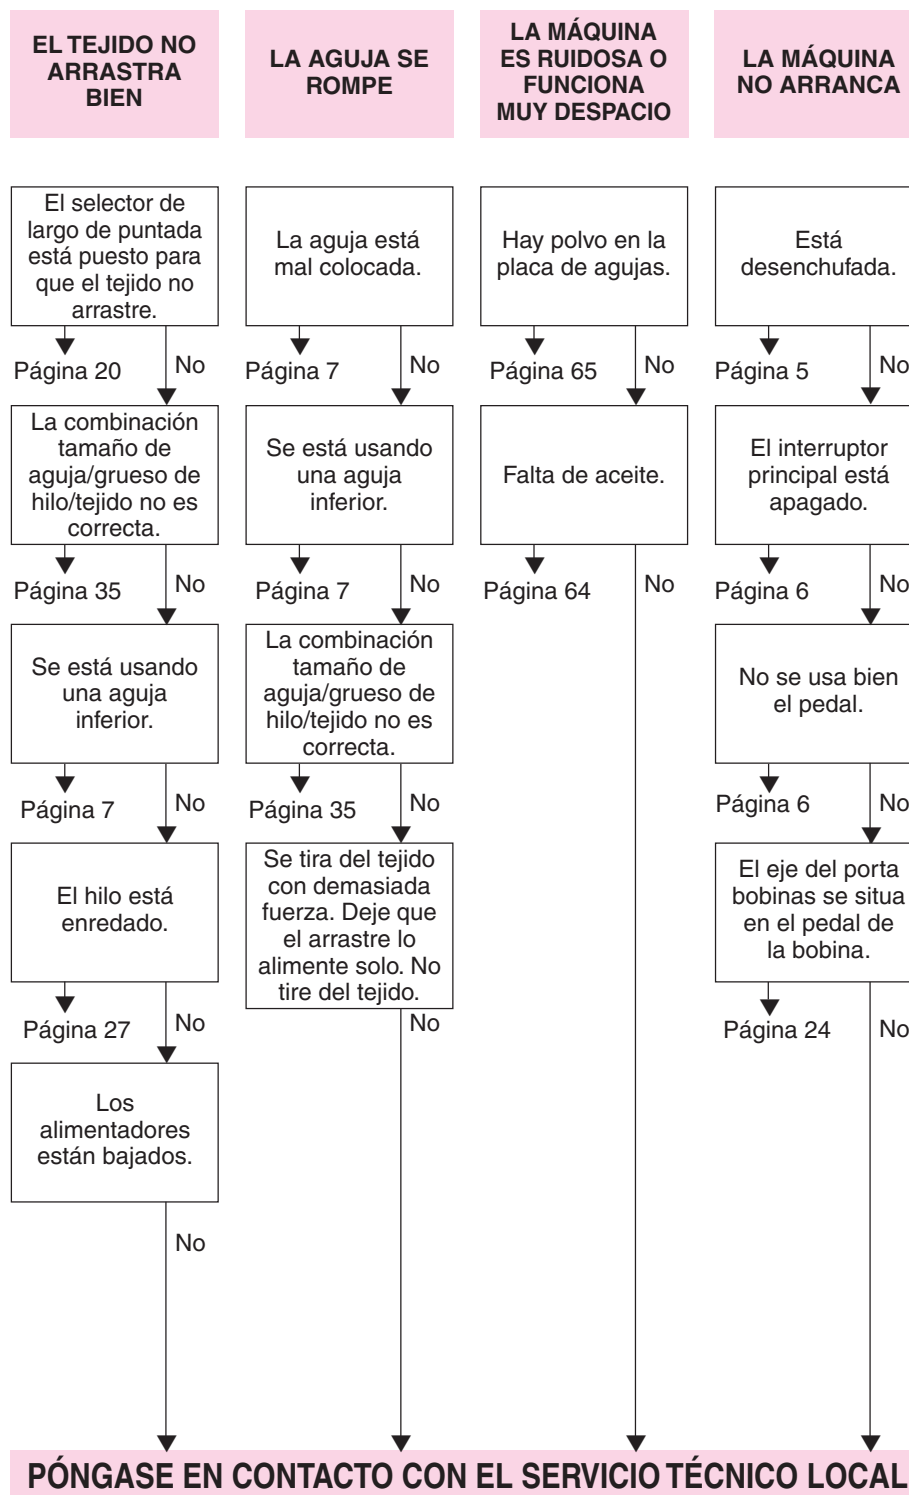 EL TEJIDO NO
ARRASTRA
BIEN
El selector de
largo de puntada
está puesto para
que el tejido no
arrastre.
Página 20
No
La combinación
tamaño de
aguja/grueso de
hilo/tejido no es
correcta.
Página 35
No
Se está usando
una aguja
inferior.
Página 7
No
El hilo está
enredado.
Página 27
No
Los
alimentadores
están bajados.
No
LA AGUJA SE
ROMPE
La aguja está
mal colocada.
Página 7
No
Se está usando
una aguja
inferior.
Página 7
No
La combinación
tamaño de
aguja/grueso de
hilo/tejido no es
correcta.
Página 35
No
Se tira del tejido
con demasiada
fuerza. Deje que
el arrastre lo
alimente solo. No
tire del tejido.
No
LA MÁQUINA
ES RUIDOSA O
FUNCIONA
MUY DESPACIO
Hay polvo en la
placa de agujas.
Página 65
No
Falta de aceite.
Página 64
No
LA MÁQUINA
NO ARRANCA
Está
desenchufada.
Página 5
No
El interruptor
principal está
apagado.
Página 6
No
No se usa bien
el pedal.
Página 6
No
El eje del porta
bobinas se situa
en el pedal de
la bobina.
Página 24
No
PÓNGASE EN CONTACTO CON EL SERVICIO TÉCNICO LOCAL